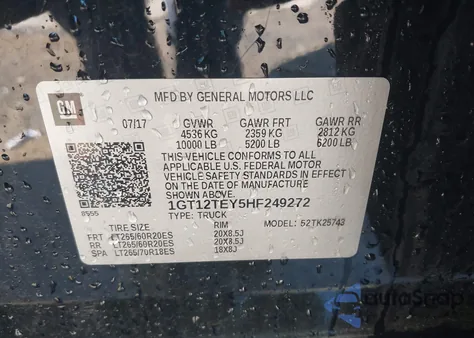 GM
MFD BY GENERAL MOTORS LLC
07/17 GVWR GAWR FRT GAWR RR
4536 KG 2359 KG 2812 KG
10000 LB 5200 LB 6200 LB
THIS VEHICLE CONFORMS TO ALL
APPLICABLE U.S. FEDERAL MOTOR
VEHICLE SAFETY STANDARDS IN EFFECT
ON THE DATE OF MANUFACTURE
SHOWN ABOVE.
1GT12TEY5HF249272
8555 TYPE: TRUCK MODEL: 52TK25743
TIRE SIZE RIM
FRT LT265/60R20ES 20X8.5J
RR LT265/60R20ES 20X8.5J
SPA LT265/70R18ES 18X8J
autoSnap